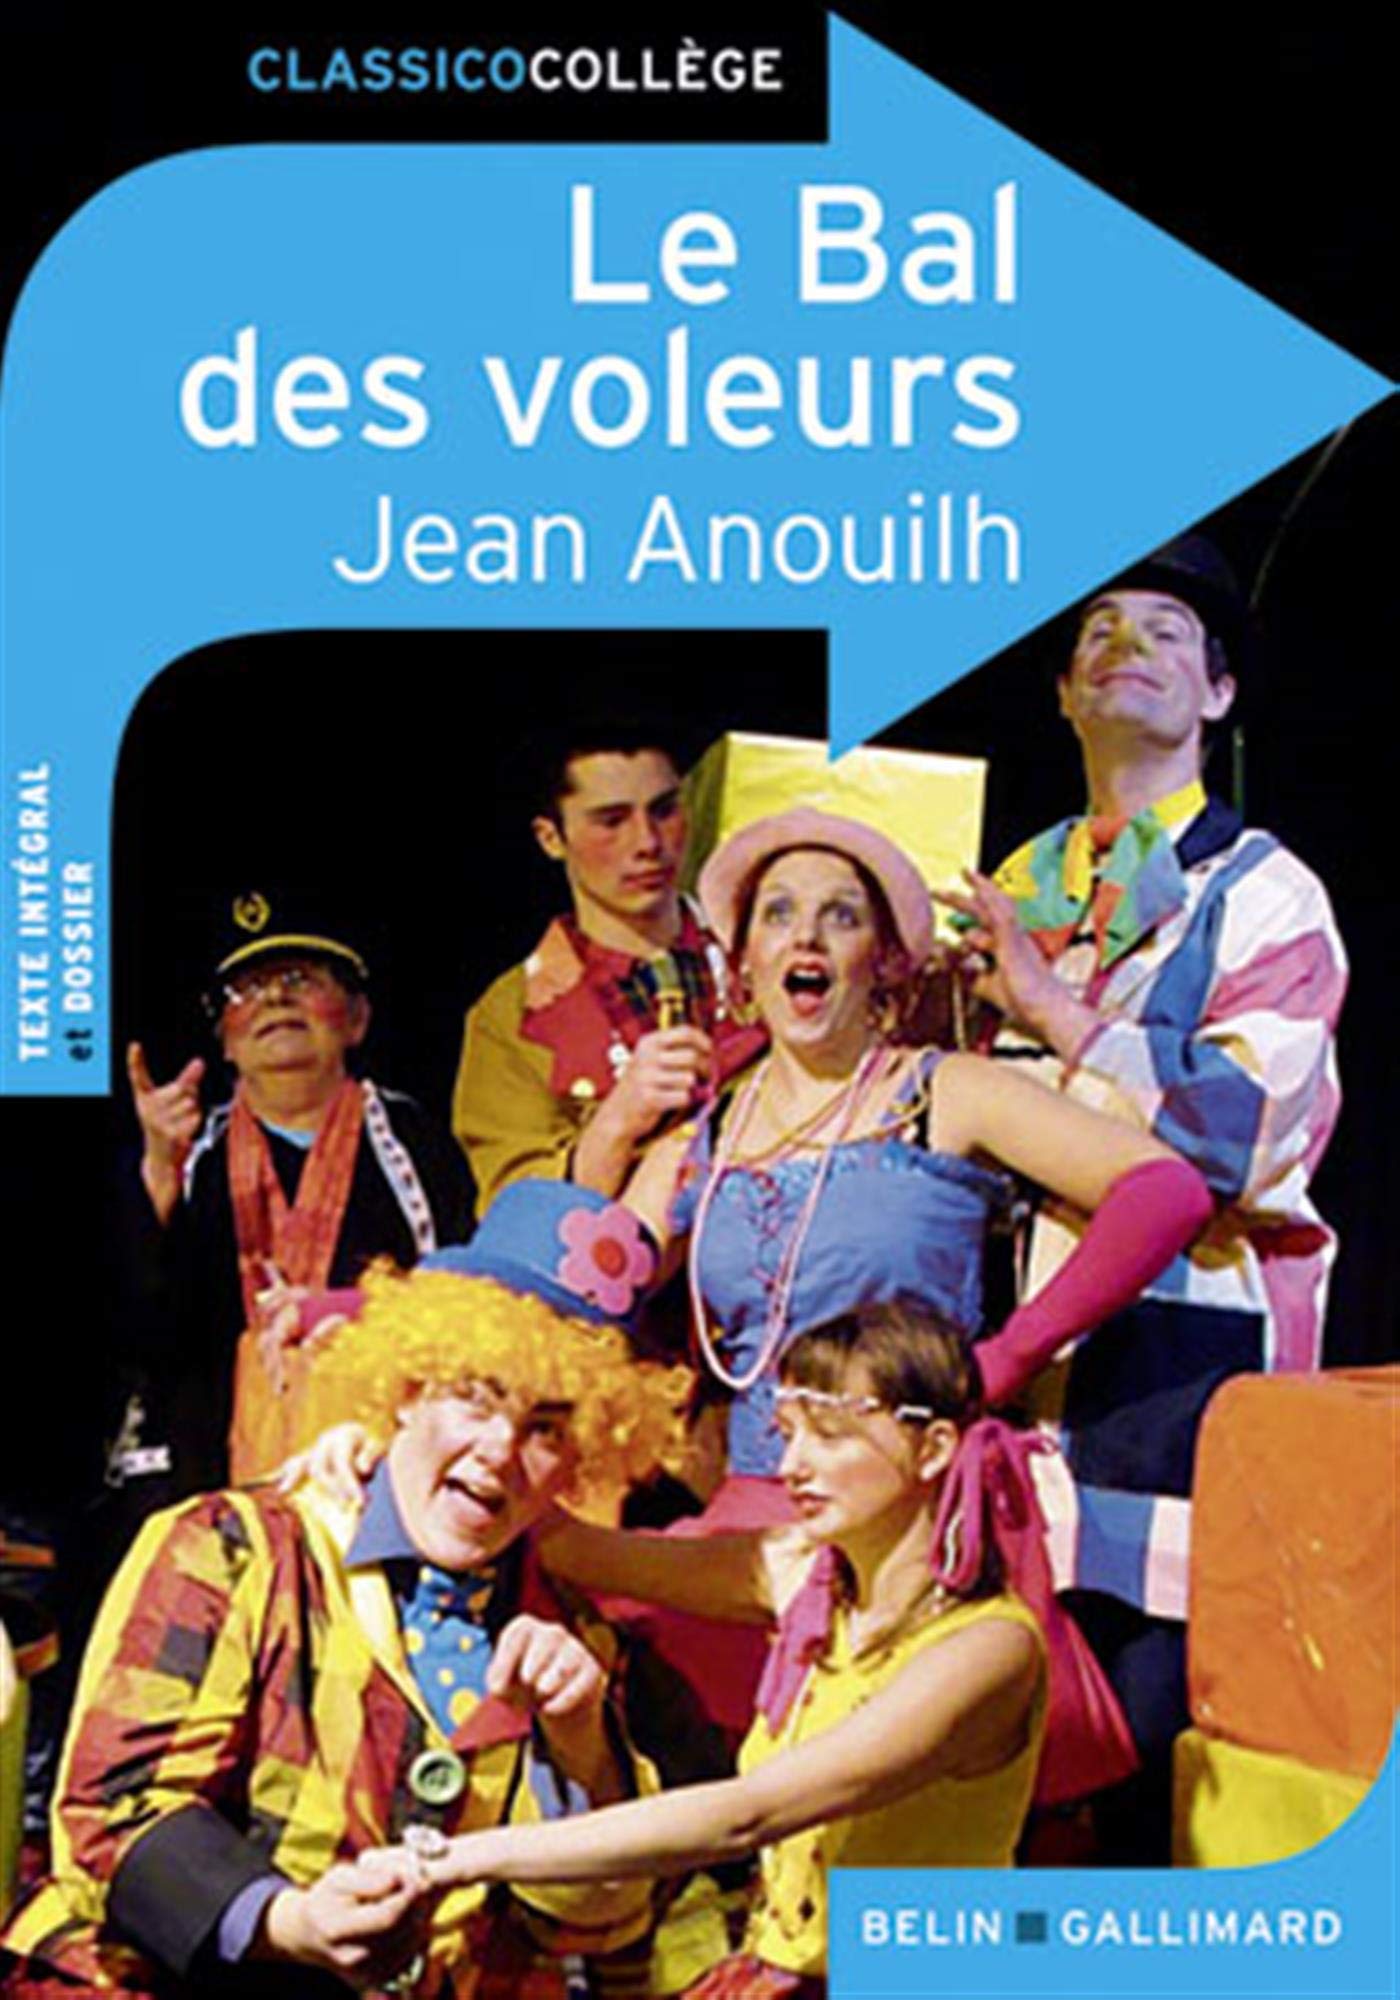 CLASSICOCOLLÈGE
Le Bal
des voleurs
Jean Anouilh
TEXTE INTÉGRAL
et DOSSIER
BELIN ■ GALLIMARD